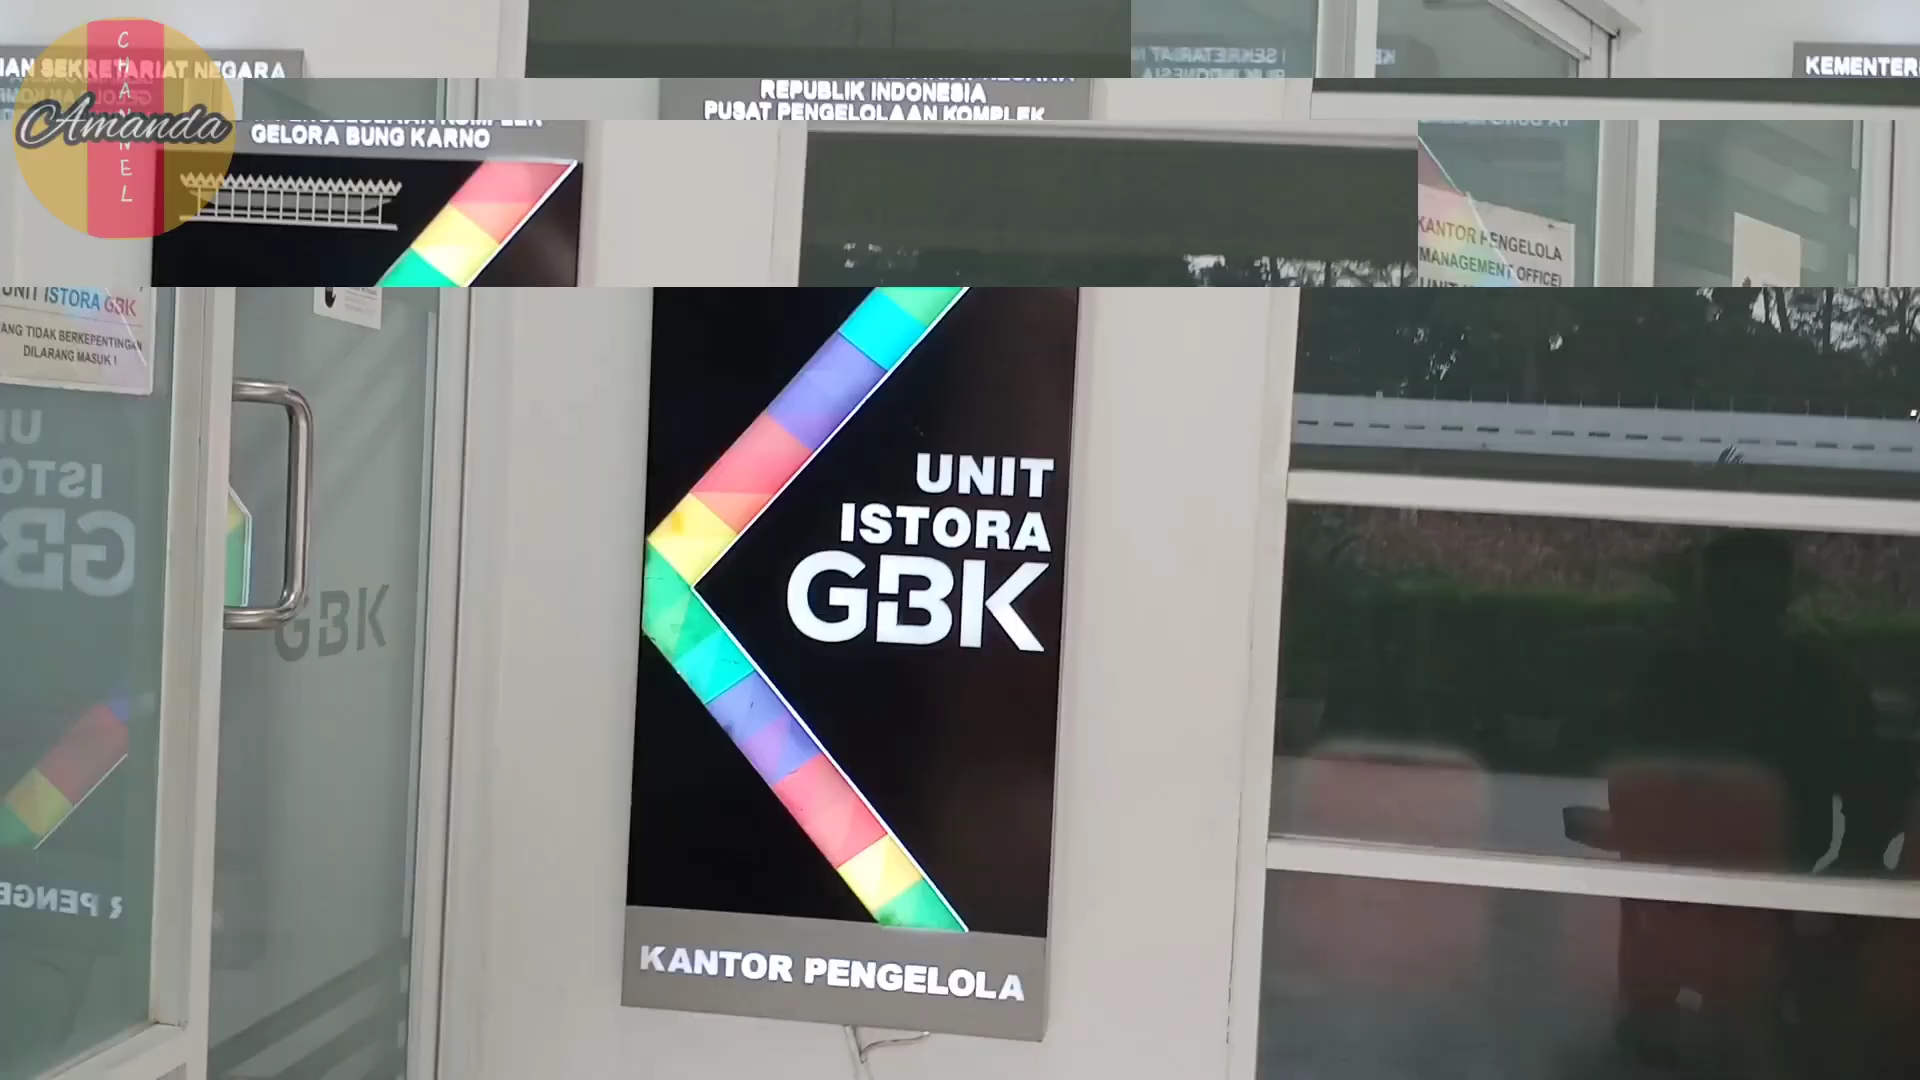 CHANNEL
Amanda
IAN SEKRETARIAT NEGARA
KEMENTER
REPUBLIK INDONESIA
PUSAT PENGELOLAAN KOMPLEK
GELORA BUNG KARNO
KANTOR PENGELOLA
(MANAGEMENT OFFICE)
UNIT ISTORA GBK
ANG TIDAK BERKEPENTINGAN
DILARANG MASUK !
GBK
UNIT
ISTORA
GBK
KANTOR PENGELOLA